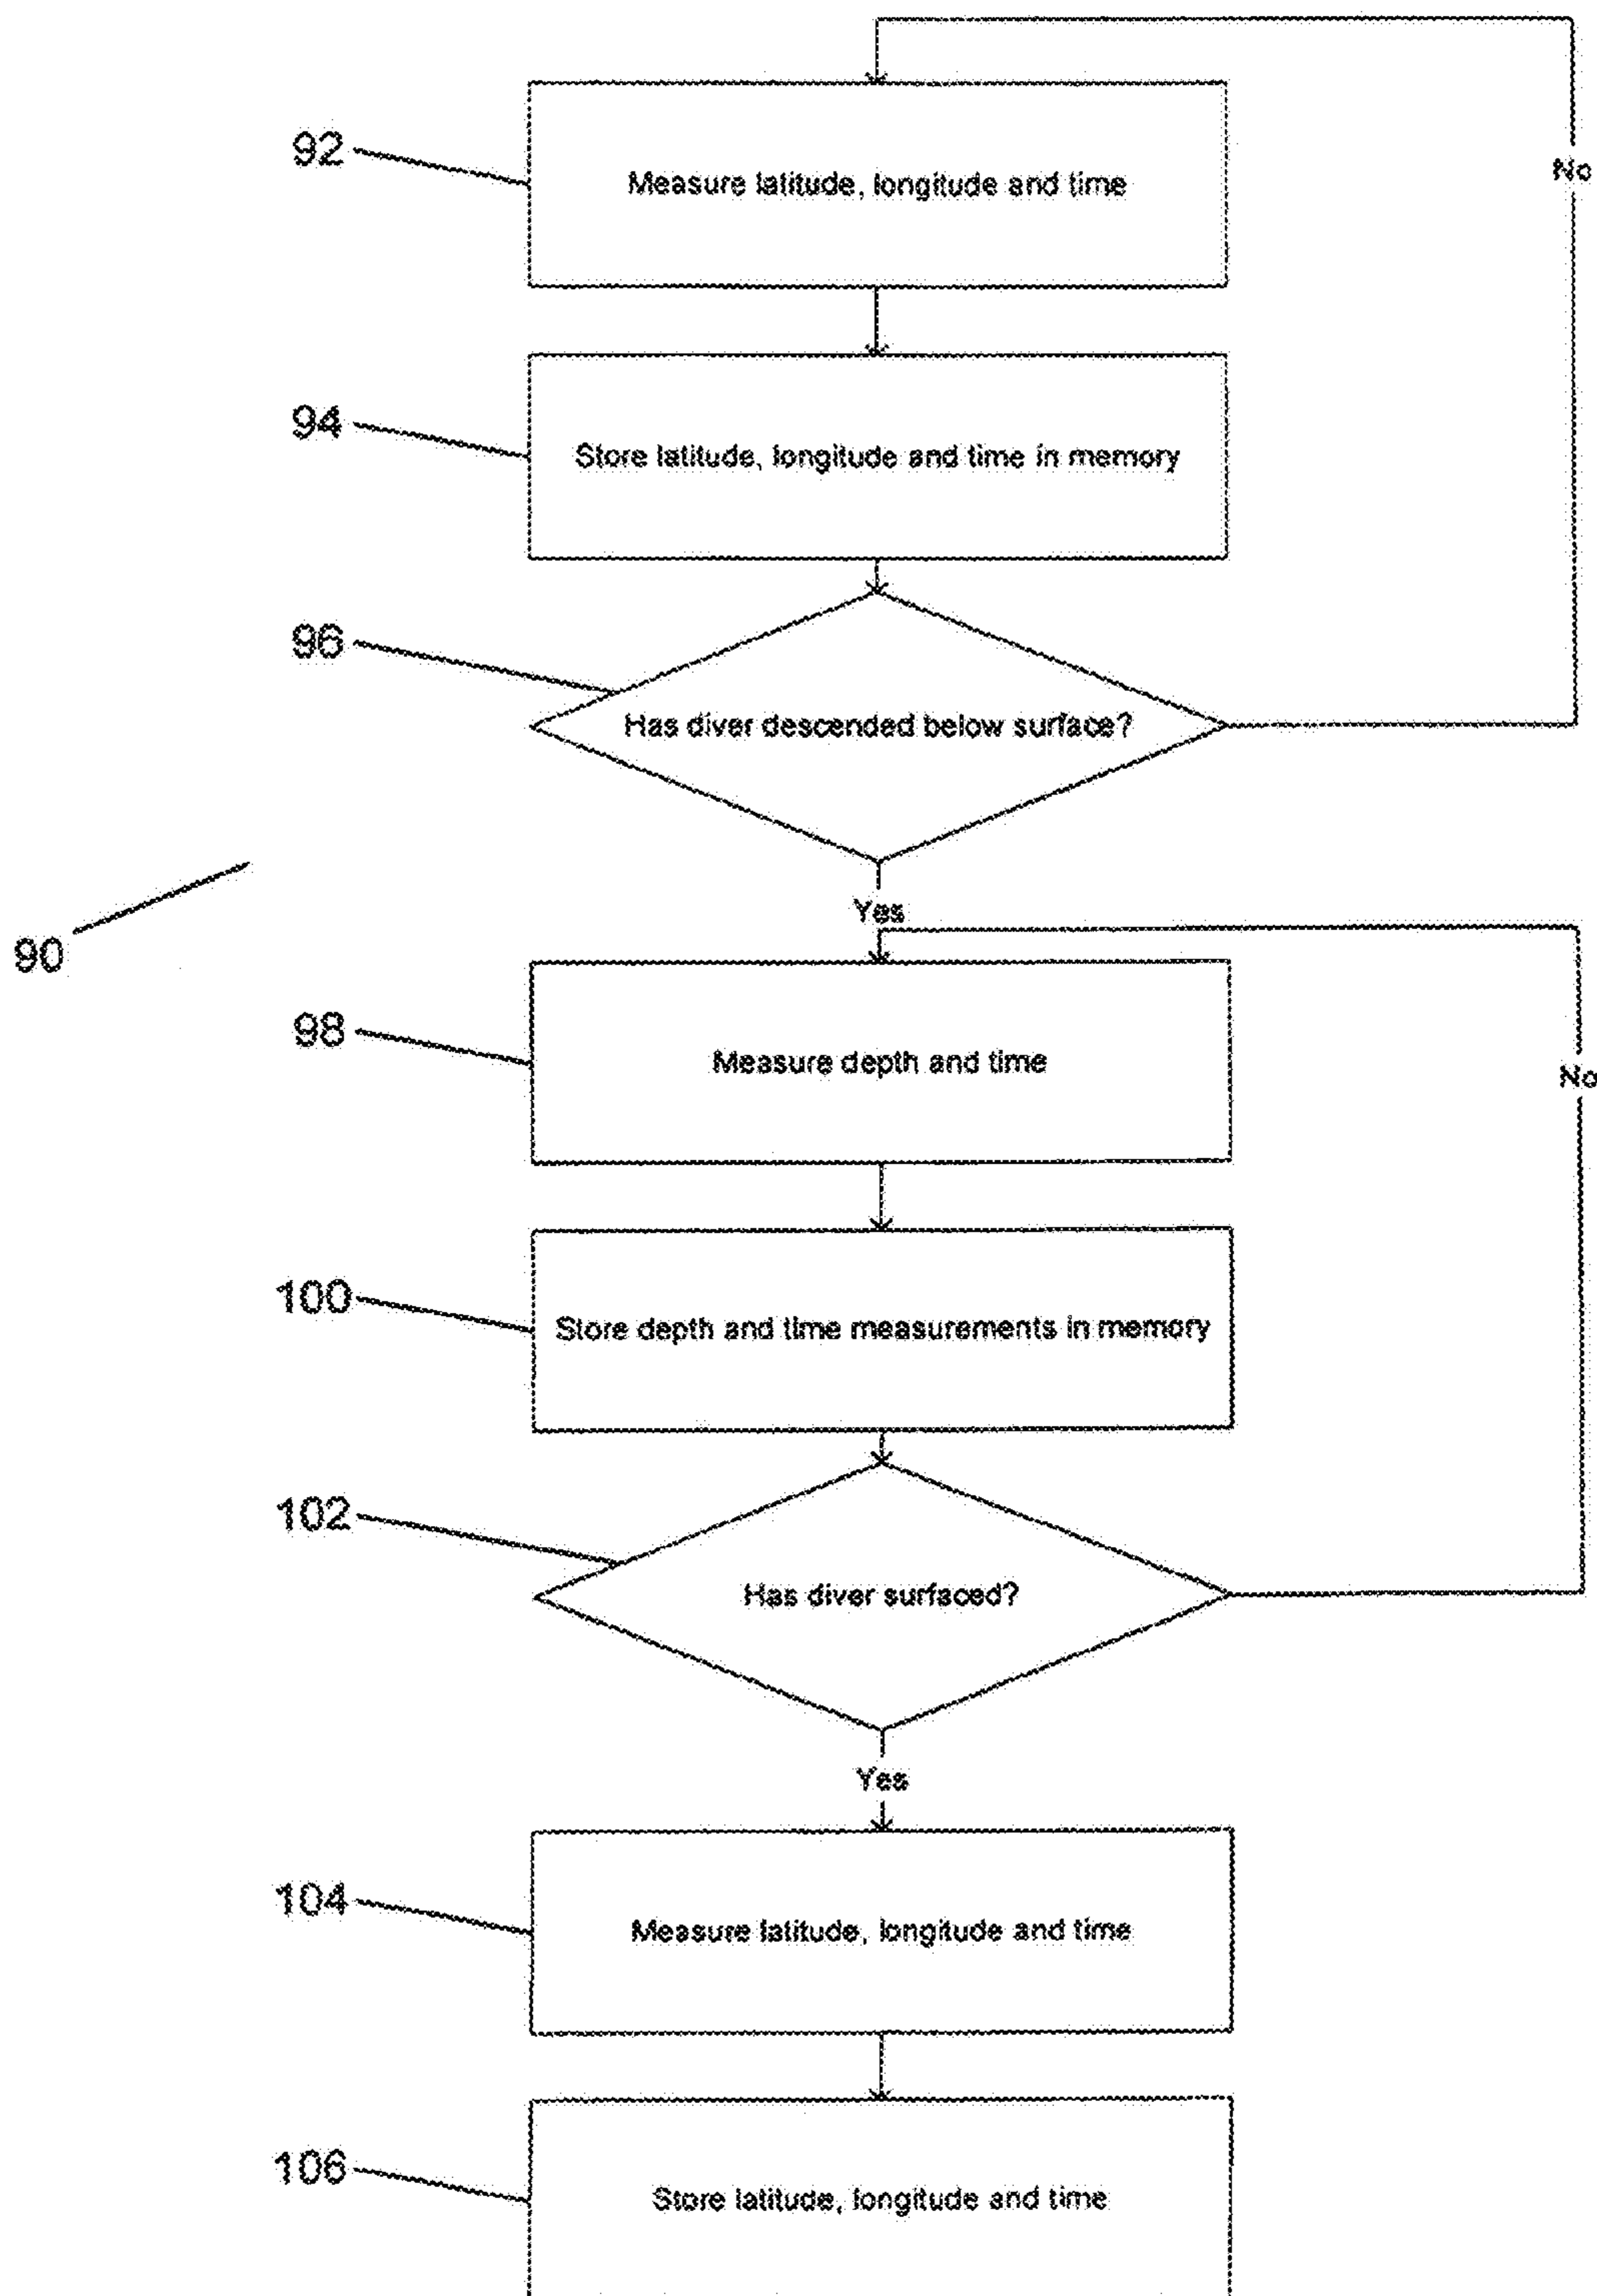 92
Measure latitude, longitude and time
No
94
Store latitude, longitude and time in memory
96
Has diver descended below surface?
Yes
90
98
Measure depth and time
No
100
Store depth and time measurements in memory
102
Has diver surfaced?
Yes
104
Measure latitude, longitude and time
106
Store latitude, longitude and time